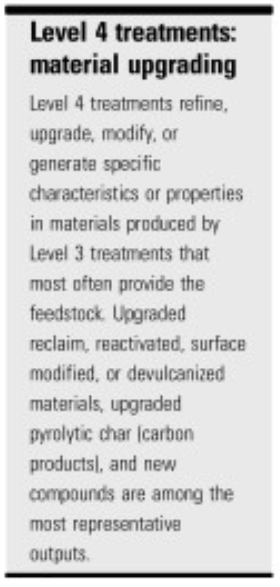 Level 4 treatments:
material upgrading
Level 4 treatments refine,
upgrade, modify, or
generate specific
characteristics or properties
in materials produced by
Level 3 treatments that
most often provide the
feedstock. Upgraded
reclaim, reactivated, surface
modified, or devulcanized
materials, upgraded
pyrolytic char (carbon
products), and new
compounds are among the
most representative
outputs.